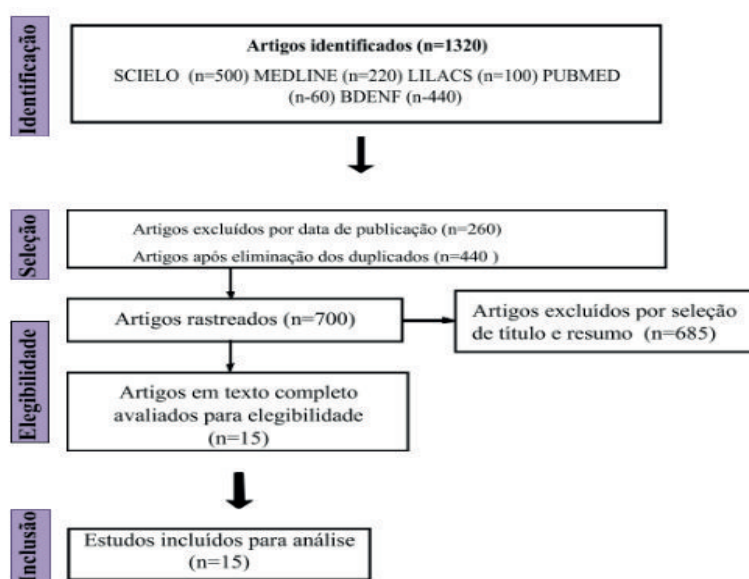 Identificação
Artigos identificados (n=1320)
SCIELO (n=500) MEDLINE (n=220) LILACS (n=100) PUBMED
(n-60) BDENF (n-440)
Seleção
Artigos excluídos por data de publicação (n=260)
Artigos após eliminação dos duplicados (n=440 )
Elegibilidade
Artigos rastreados (n=700)
Artigos excluídos por seleção
de título e resumo (n=685)
Artigos em texto completo
avaliados para elegibilidade
(n=15)
Inclusão
Estudos incluídos para análise
(n=15)